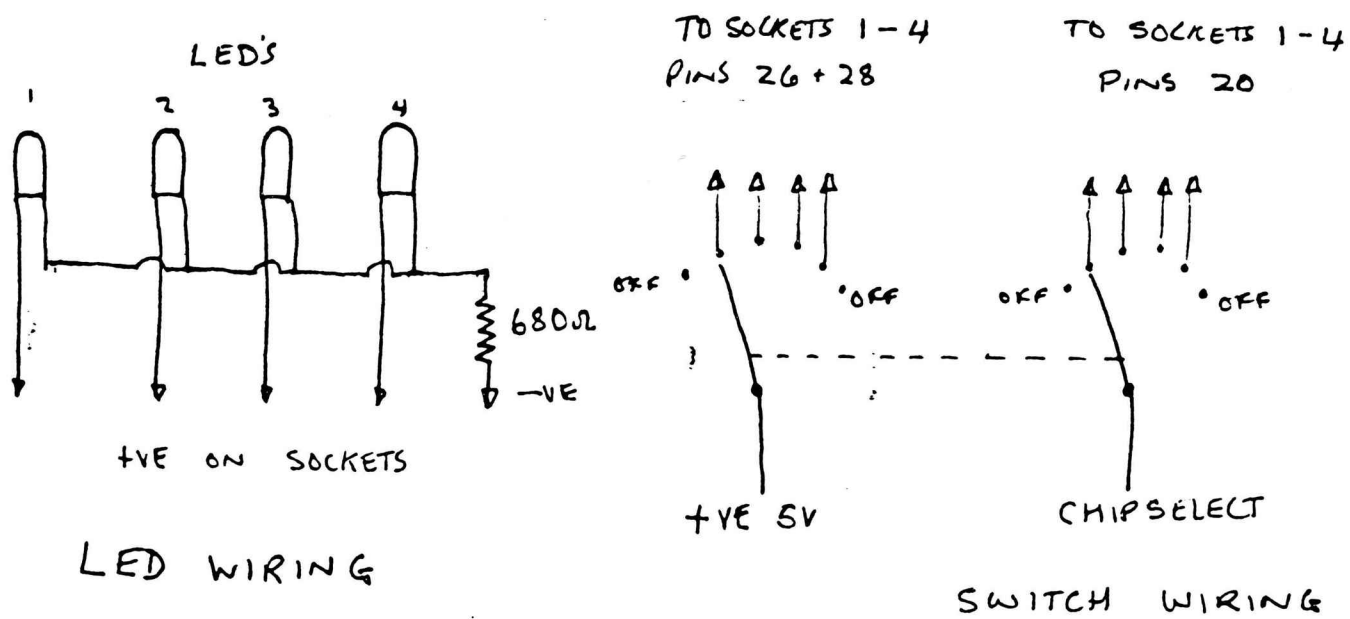 LED'S
1 2 3 4
680Ω
-VE
+VE ON SOCKETS
LED WIRING
TO SOCKETS 1-4
PINS 26 + 28
OFF
OFF
+VE 5V
TO SOCKETS 1-4
PINS 20
OFF
OFF
CHIPSELECT
SWITCH WIRING